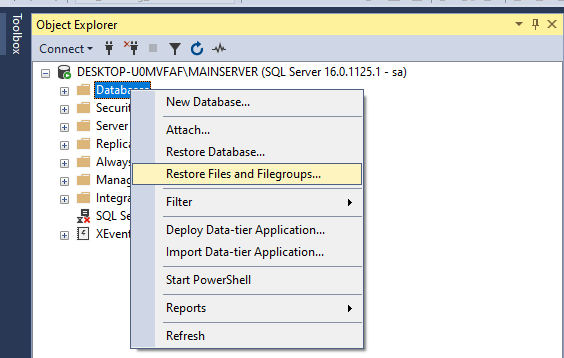 Toolbox
Object Explorer
Connect
DESKTOP-U0MVFAF\MAINSERVER (SQL Server 16.0.1125.1 - sa)
Databases
New Database...
Securit
Attach...
Server
Restore Database...
Replica
Always
Restore Files and Filegroups...
Manag
Integra
Filter
SQL Se
Deploy Data-tier Application...
XEvent
Import Data-tier Application...
Start PowerShell
Reports
Refresh